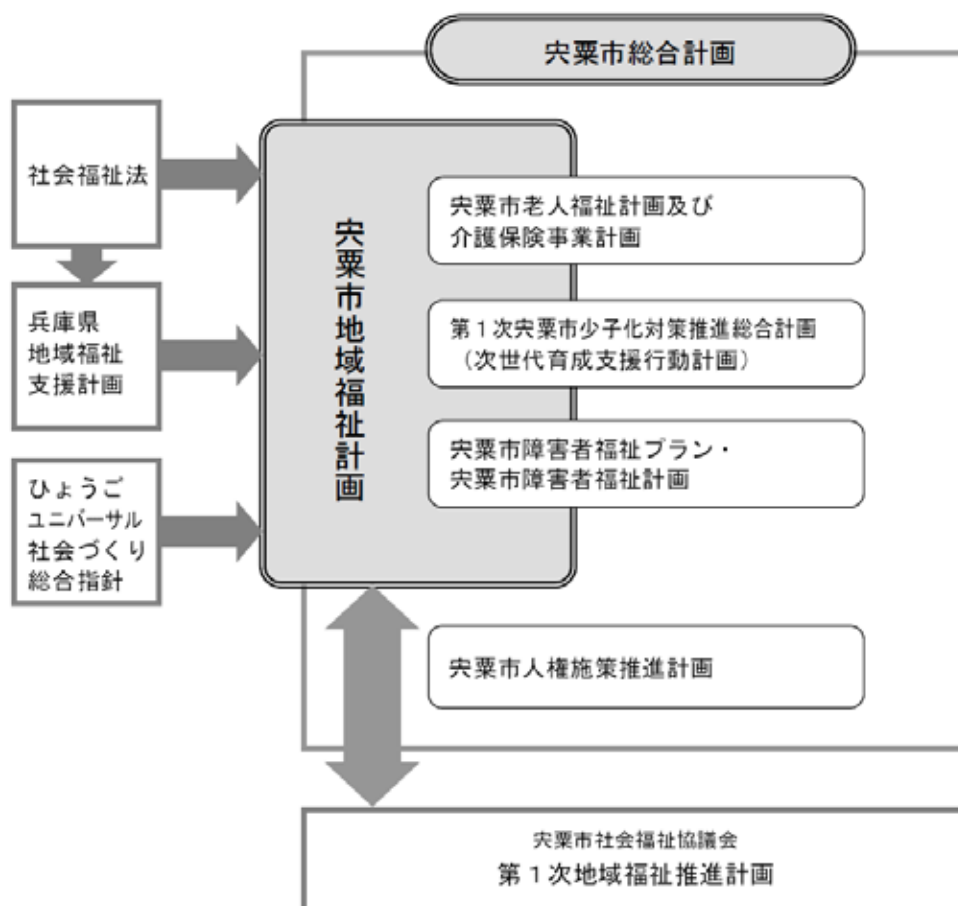 宍粟市総合計画
社会福祉法
兵庫県
地域福祉
支援計画
ひょうご
ユニバーサル
社会づくり
総合指針
宍粟市地域福祉計画
宍粟市老人福祉計画及び
介護保険事業計画
第1次宍粟市少子化対策推進総合計画
（次世代育成支援行動計画）
宍粟市障害者福祉プラン・
宍粟市障害者福祉計画
宍粟市人権施策推進計画
宍粟市社会福祉協議会
第1次地域福祉推進計画